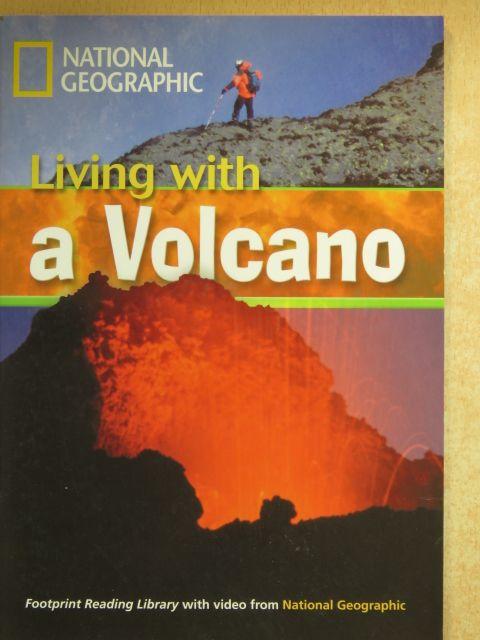 NATIONAL
GEOGRAPHIC
Living with
a Volcano
Footprint Reading Library with video from National Geographic